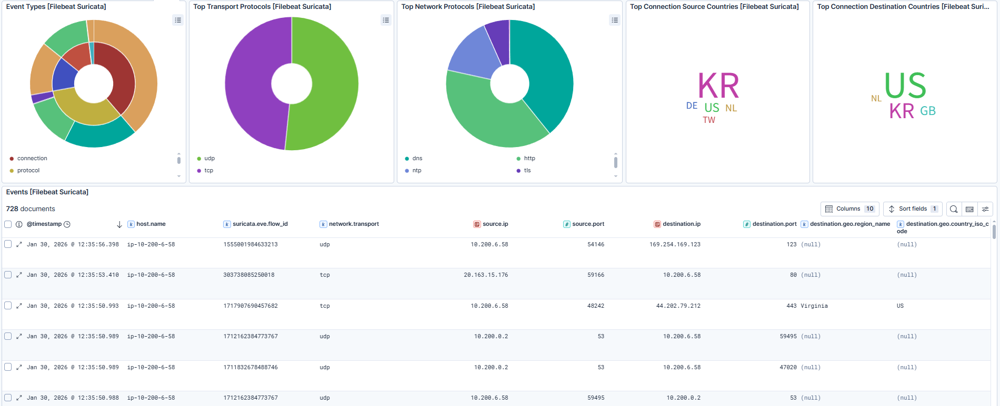 Event Types [Filebeat Suricata]
connection
protocol
Top Transport Protocols [Filebeat Suricata]
udp
tcp
Top Network Protocols [Filebeat Suricata]
dns http
ntp tls
Top Connection Source Countries [Filebeat Suricata]
KR
DE US NL
TW
Top Connection Destination Countries [Filebeat Suri...
US
NL
KR GB
Events [Filebeat Suricata]
728 documents
Columns 10 Sort fields 1
@timestamp k host.name k suricata.eve.flow_id k network.transport IP source.ip # source.port IP destination.ip # destination.port k destination.geo.region_name k destination.geo.country_iso_c
ode
Jan 30, 2026 @ 12:35:56.398 ip-10-200-6-58 1555001984633213 udp 10.200.6.58 54146 169.254.169.123 123 (null) (null)
Jan 30, 2026 @ 12:35:53.410 ip-10-200-6-58 303738085250018 tcp 20.163.15.176 59166 10.200.6.58 80 (null) (null)
Jan 30, 2026 @ 12:35:50.993 ip-10-200-6-58 1717907690457682 tcp 10.200.6.58 48242 44.202.79.212 443 Virginia US
Jan 30, 2026 @ 12:35:50.989 ip-10-200-6-58 1712162384773767 udp 10.200.0.2 53 10.200.6.58 59495 (null) (null)
Jan 30, 2026 @ 12:35:50.989 ip-10-200-6-58 1711832678488746 udp 10.200.0.2 53 10.200.6.58 47020 (null) (null)
Jan 30, 2026 @ 12:35:50.988 ip-10-200-6-58 1712162384773767 udp 10.200.6.58 59495 10.200.0.2 53 (null) (null)